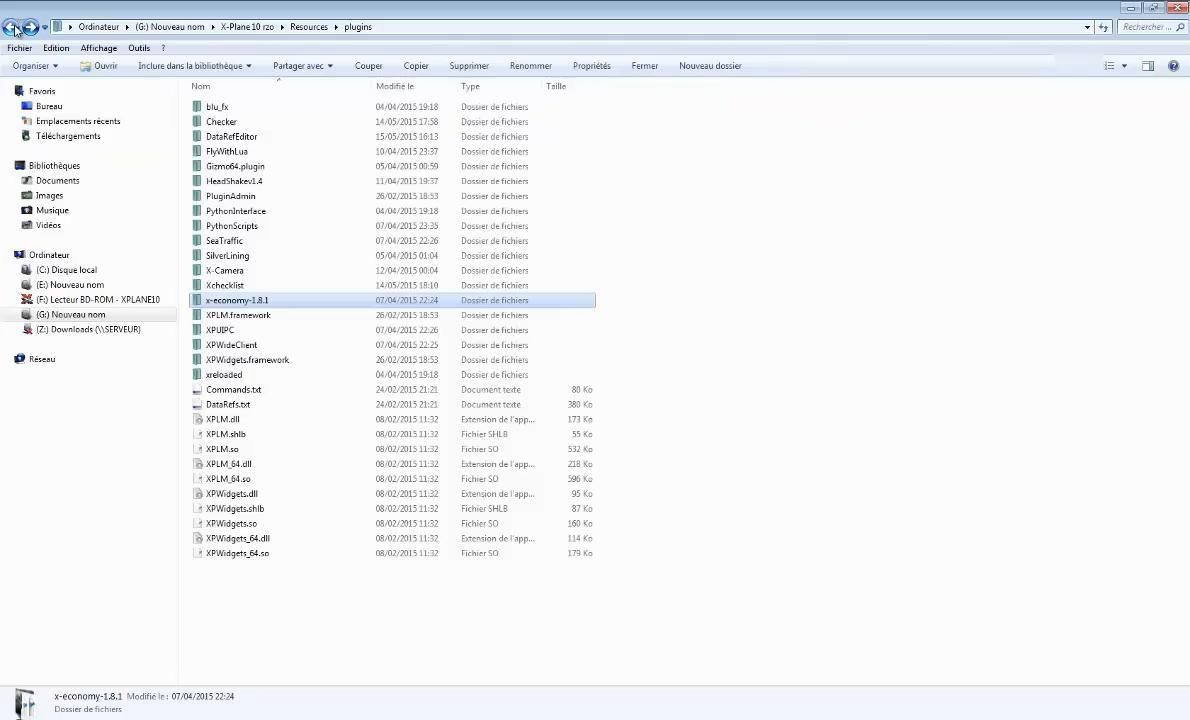 Ordinateur (G:) Nouveau nom X-Plane 10 rzo Resources plugins Rechercher ...
Fichier Edition Affichage Outils ?
Organiser Ouvrir Inclure dans la bibliothèque Partager avec Couper Copier Supprimer Renommer Propriétés Fermer Nouveau dossier
Nom Modifié le Type Taille
Favoris
Bureau
Emplacements récents
Téléchargements
Bibliothèques
Documents
Images
Musique
Vidéos
Ordinateur
(C:) Disque local
(E:) Nouveau nom
(F:) Lecteur BD-ROM - XPLANE10
(G:) Nouveau nom
(Z:) Downloads (\\SERVEUR)
Réseau
blu_fx 04/04/2015 19:18 Dossier de fichiers
Checker 14/05/2015 17:58 Dossier de fichiers
DataRefEditor 15/05/2015 16:13 Dossier de fichiers
FlyWithLua 10/04/2015 23:37 Dossier de fichiers
Gizmo64.plugin 05/04/2015 00:59 Dossier de fichiers
HeadShakev1.4 11/04/2015 19:37 Dossier de fichiers
PluginAdmin 26/02/2015 18:53 Dossier de fichiers
PythonInterface 04/04/2015 19:18 Dossier de fichiers
PythonScripts 07/04/2015 23:35 Dossier de fichiers
SeaTraffic 07/04/2015 22:26 Dossier de fichiers
SilverLining 05/04/2015 01:04 Dossier de fichiers
X-Camera 12/04/2015 00:04 Dossier de fichiers
Xchecklist 14/05/2015 18:10 Dossier de fichiers
x-economy-1.8.1 07/04/2015 22:24 Dossier de fichiers
XPLM.framework 26/02/2015 18:53 Dossier de fichiers
XPUIPC 07/04/2015 22:26 Dossier de fichiers
XPWideClient 07/04/2015 22:25 Dossier de fichiers
XPWidgets.framework 26/02/2015 18:53 Dossier de fichiers
xreloaded 04/04/2015 19:18 Dossier de fichiers
Commands.txt 24/02/2015 21:21 Document texte 80 Ko
DataRefs.txt 24/02/2015 21:21 Document texte 380 Ko
XPLM.dll 08/02/2015 11:32 Extension de l'app... 173 Ko
XPLM.shlb 08/02/2015 11:32 Fichier SHLB 55 Ko
XPLM.so 08/02/2015 11:32 Fichier SO 532 Ko
XPLM_64.dll 08/02/2015 11:32 Extension de l'app... 218 Ko
XPLM_64.so 08/02/2015 11:32 Fichier SO 596 Ko
XPWidgets.dll 08/02/2015 11:32 Extension de l'app... 95 Ko
XPWidgets.shlb 08/02/2015 11:32 Fichier SHLB 87 Ko
XPWidgets.so 08/02/2015 11:32 Fichier SO 160 Ko
XPWidgets_64.dll 08/02/2015 11:32 Extension de l'app... 114 Ko
XPWidgets_64.so 08/02/2015 11:32 Fichier SO 179 Ko
x-economy-1.8.1 Modifié le : 07/04/2015 22:24
Dossier de fichiers